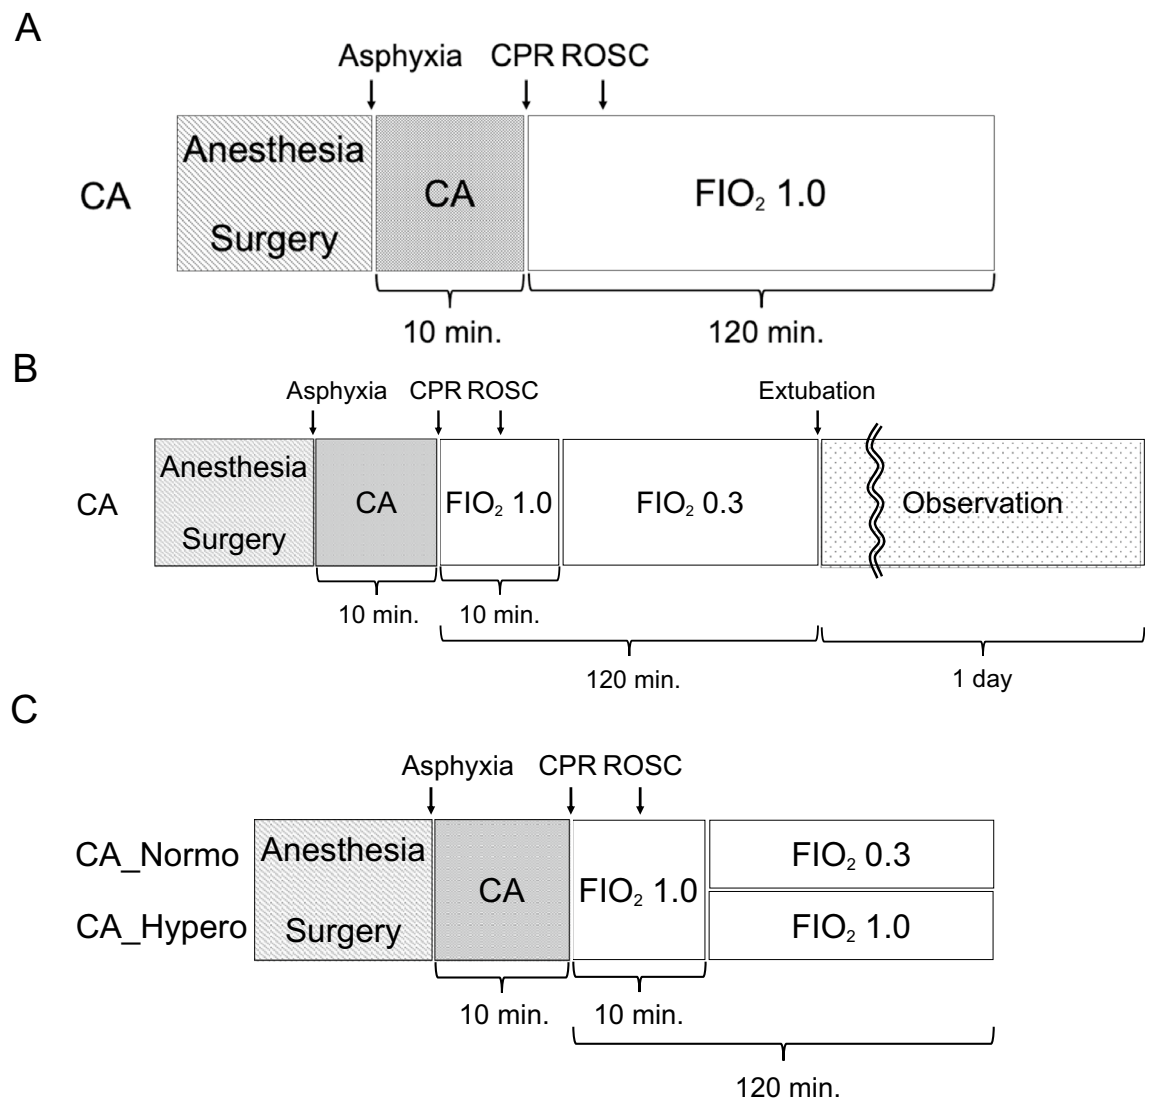 A
Asphyxia CPR ROSC
CA
Anesthesia
Surgery
CA
FIO₂ 1.0
10 min.
120 min.
B
Asphyxia CPR ROSC Extubation
CA
Anesthesia
Surgery
CA
FIO₂ 1.0
FIO₂ 0.3
Observation
10 min.
10 min.
120 min.
1 day
C
Asphyxia CPR ROSC
CA_Normo
CA_Hypero
Anesthesia
Surgery
CA
FIO₂ 1.0
FIO₂ 0.3
FIO₂ 1.0
10 min.
10 min.
120 min.